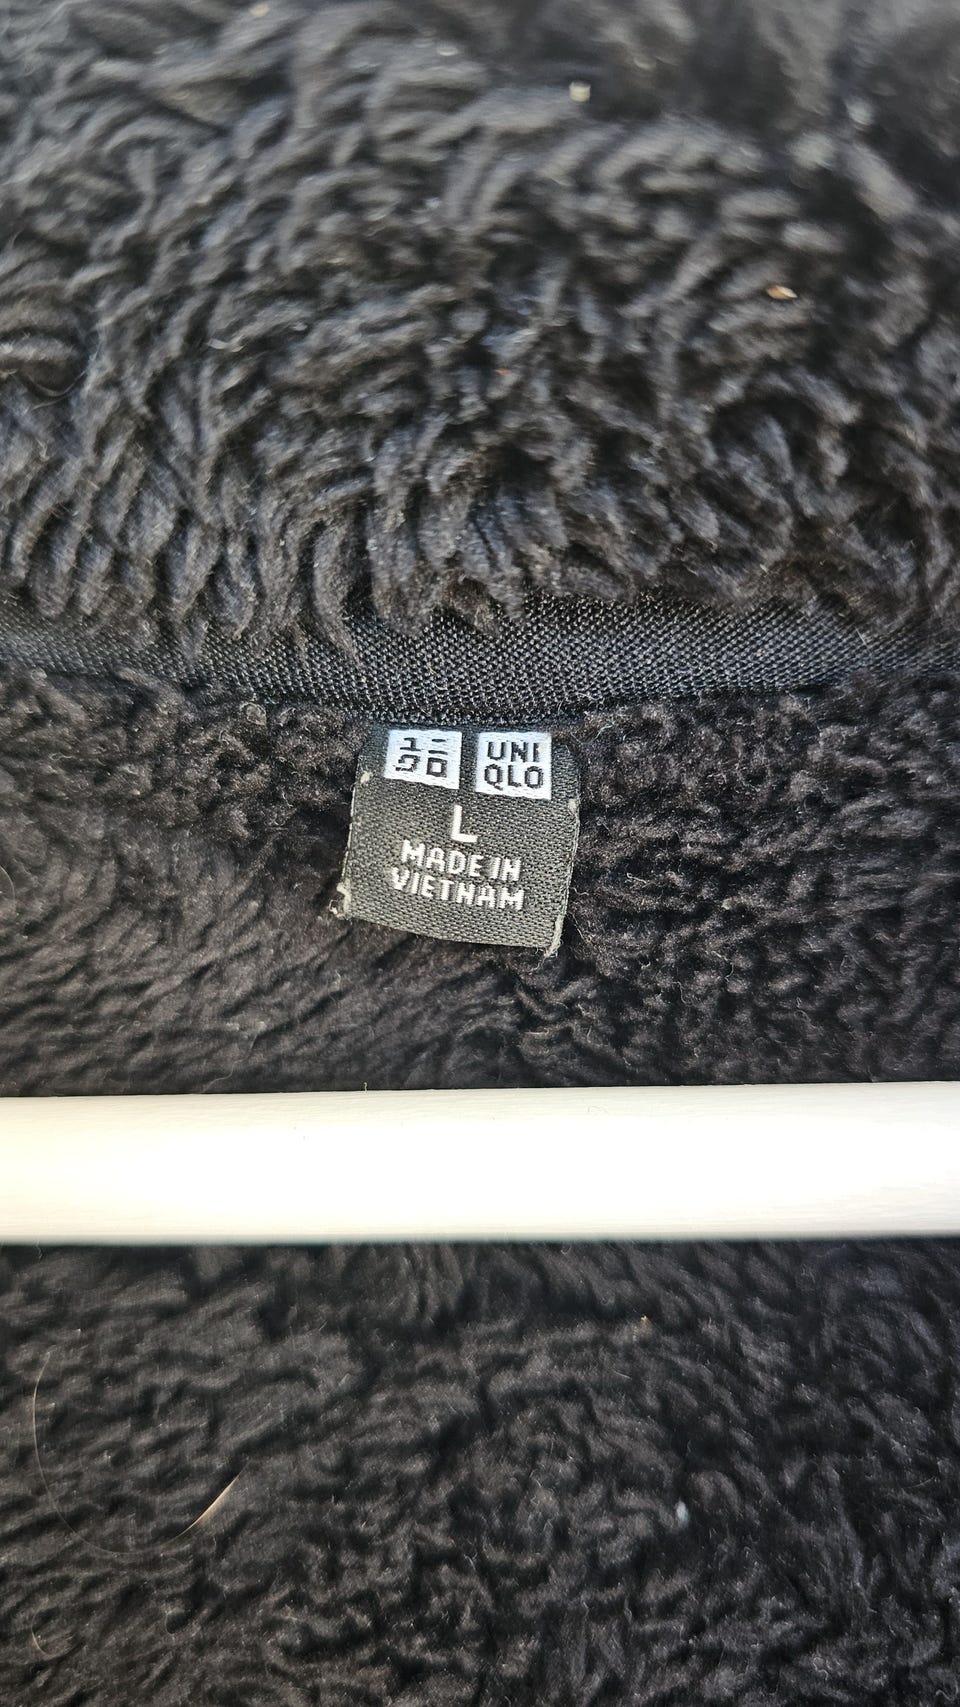 ユニ UNI
クロ QLO
L
MADE IN
VIETNAM